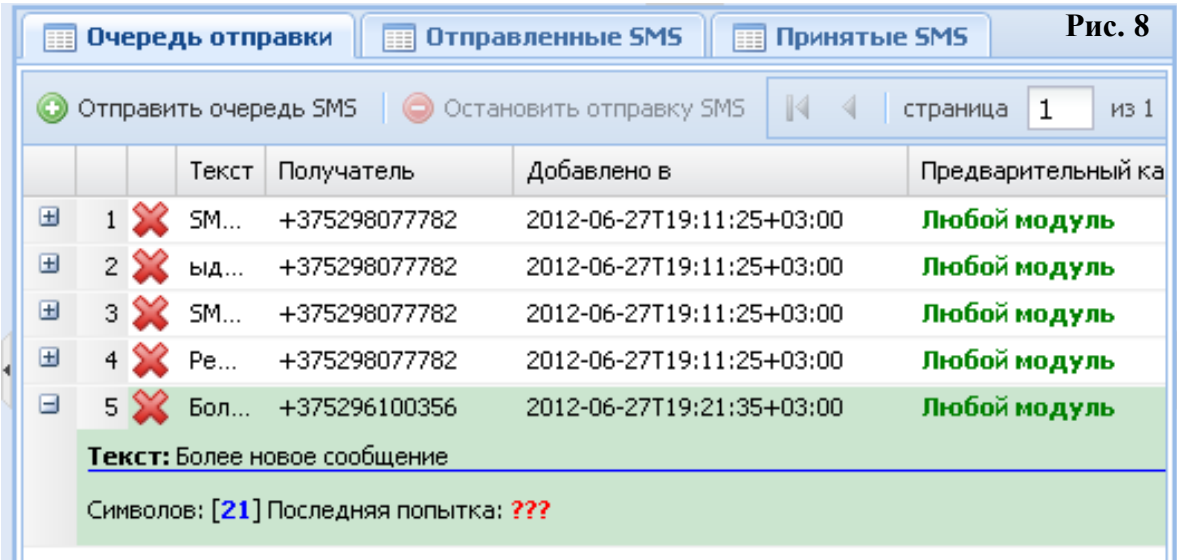 Очередь отправки Отправленные SMS Принятые SMS Рис. 8
Отправить очередь SMS Остановить отправку SMS страница 1 из 1
Текст Получатель Добавлено в Предварительный ка
1 SM... +375298077782 2012-06-27T19:11:25+03:00 Любой модуль
2 ыд... +375298077782 2012-06-27T19:11:25+03:00 Любой модуль
3 SM... +375298077782 2012-06-27T19:11:25+03:00 Любой модуль
4 Ре... +375298077782 2012-06-27T19:11:25+03:00 Любой модуль
5 Бол... +375296100356 2012-06-27T19:21:35+03:00 Любой модуль
Текст: Более новое сообщение
Символов: [21] Последняя попытка: ???